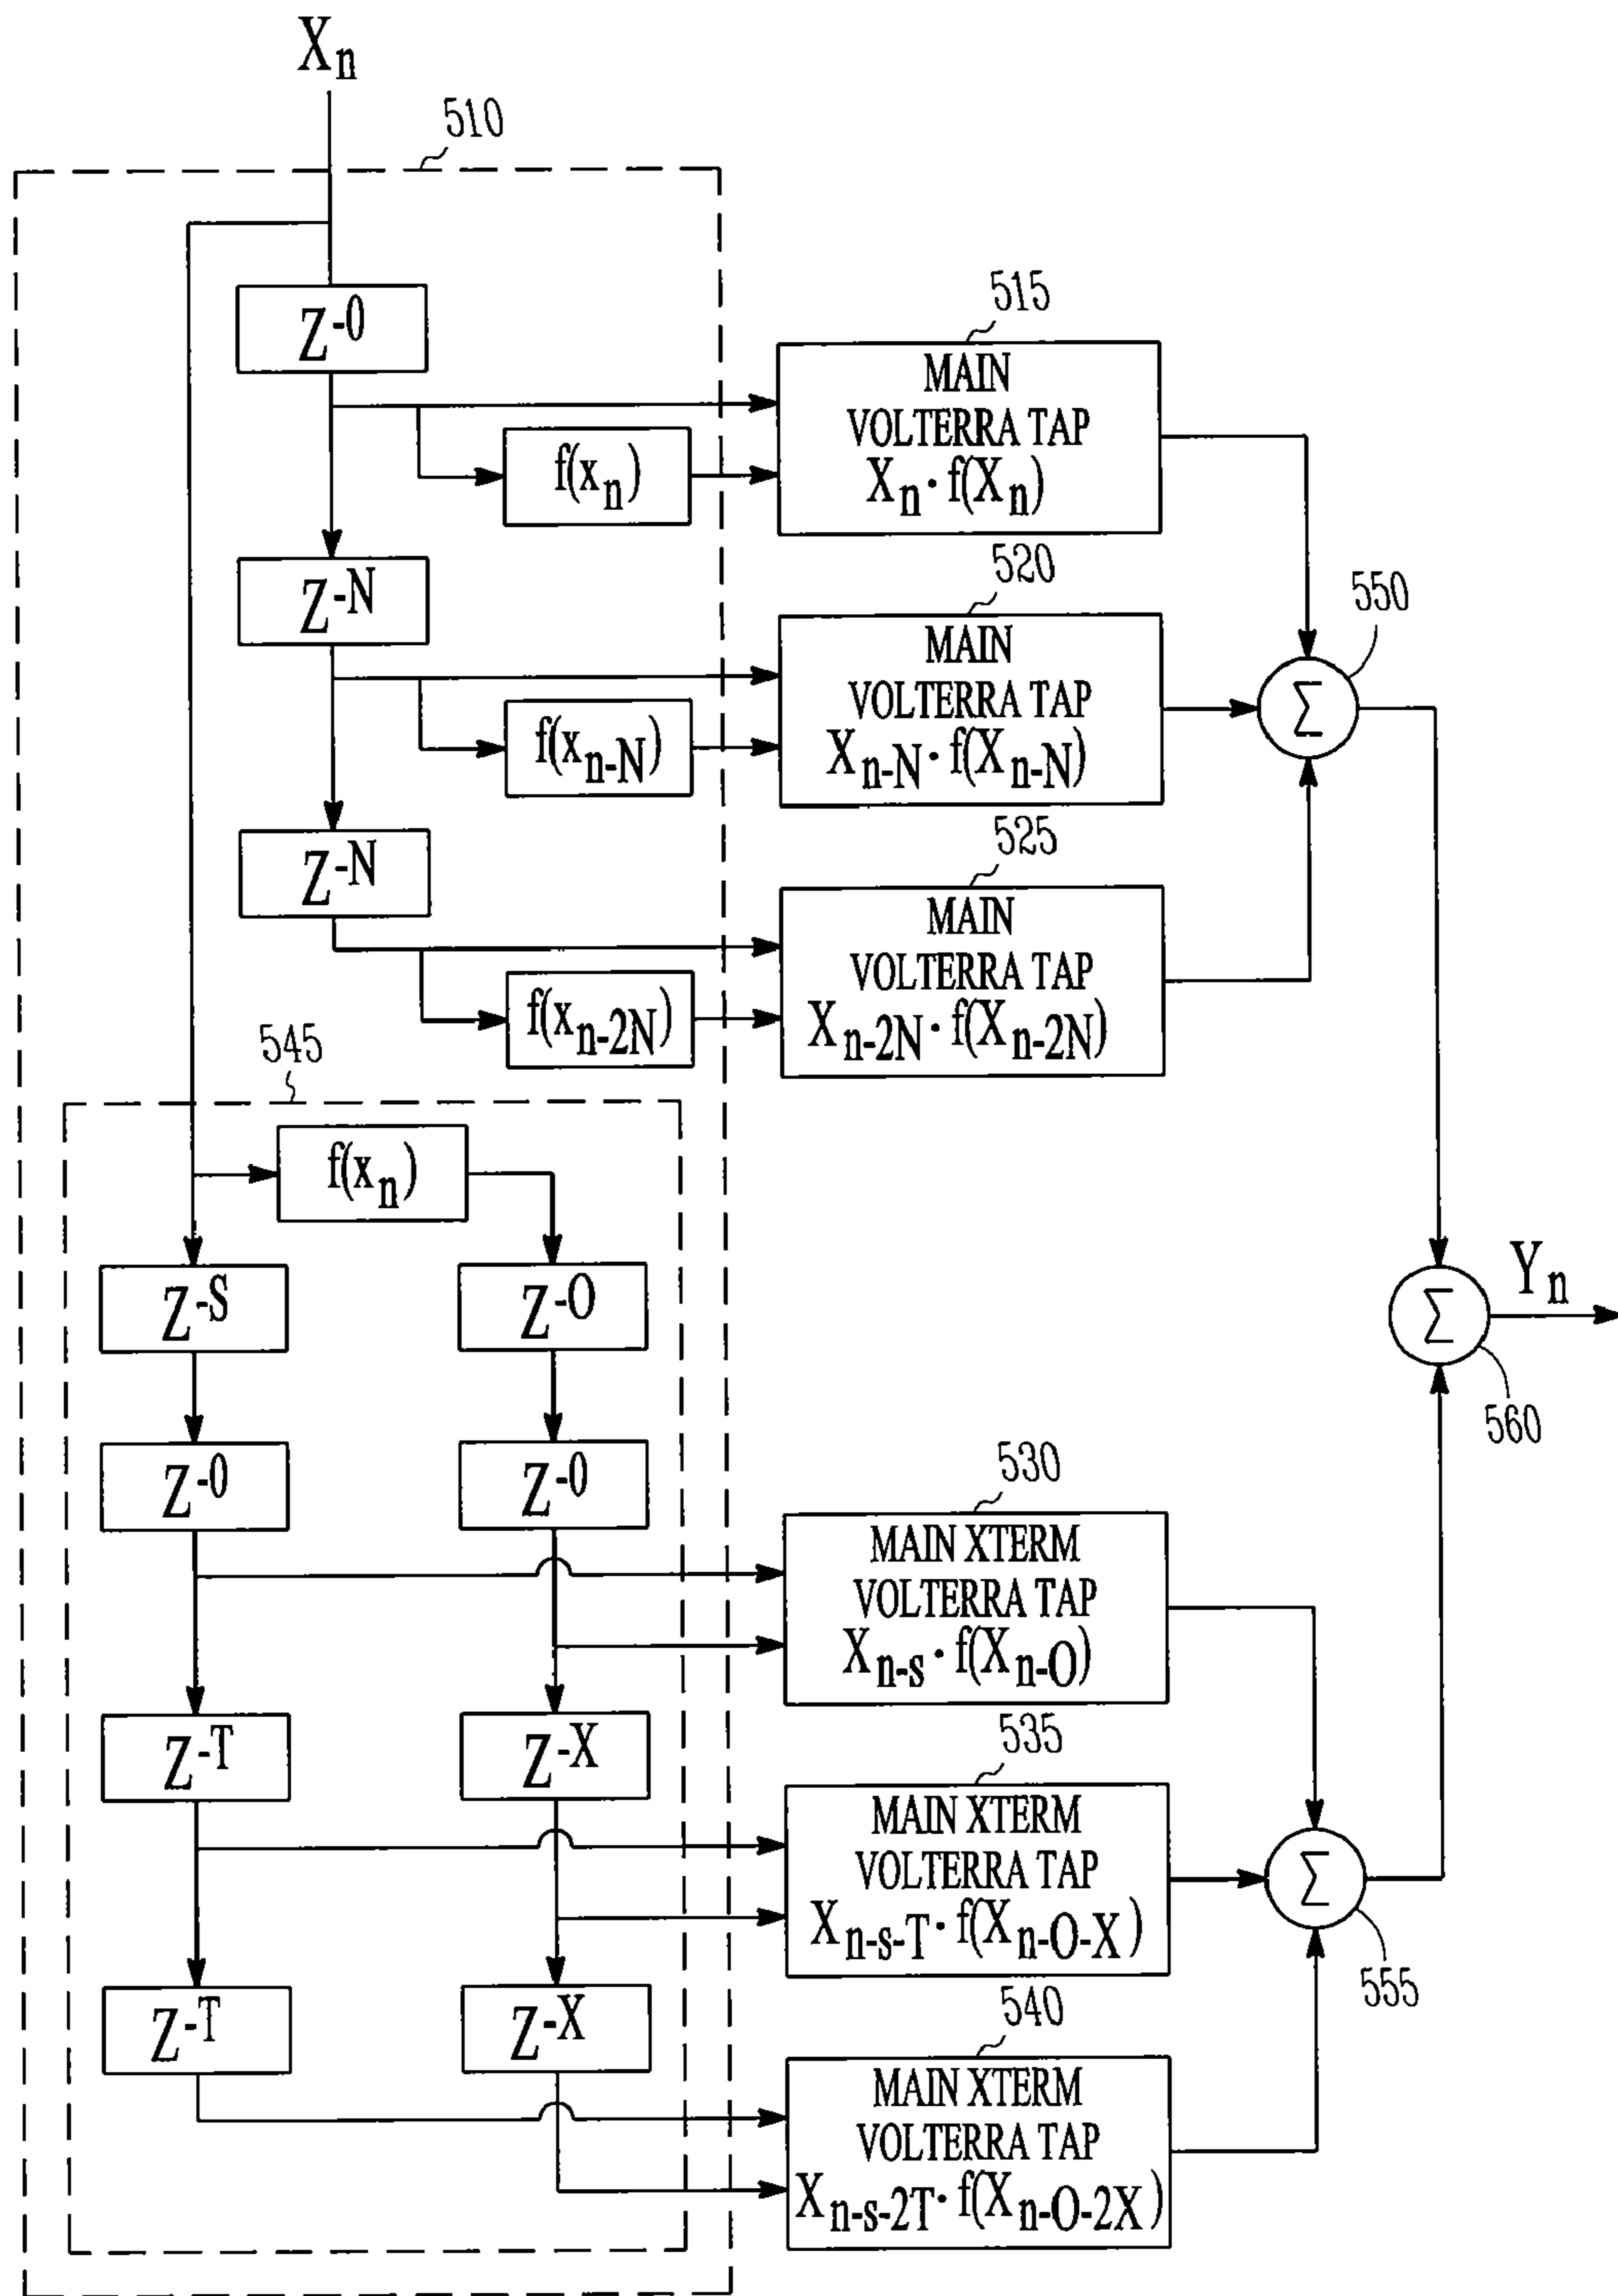 Xn
510
Z-0
515
MAIN
VOLTERRA TAP
Xn · f(Xn)
f(xn)
Z-N
520
MAIN
VOLTERRA TAP
Xn-N · f(Xn-N)
f(xn-N)
550
Σ
Z-N
525
MAIN
VOLTERRA TAP
Xn-2N · f(Xn-2N)
f(xn-2N)
545
f(xn)
Z-S
Z-O
Σ
Yn
560
Z-0
Z-0
530
MAIN XTERM
VOLTERRA TAP
Xn-s · f(Xn-O)
Z-T
Z-X
535
MAIN XTERM
VOLTERRA TAP
Xn-s-T · f(Xn-O-X)
Σ
555
Z-T
Z-X
540
MAIN XTERM
VOLTERRA TAP
Xn-s-2T · f(Xn-O-2X)